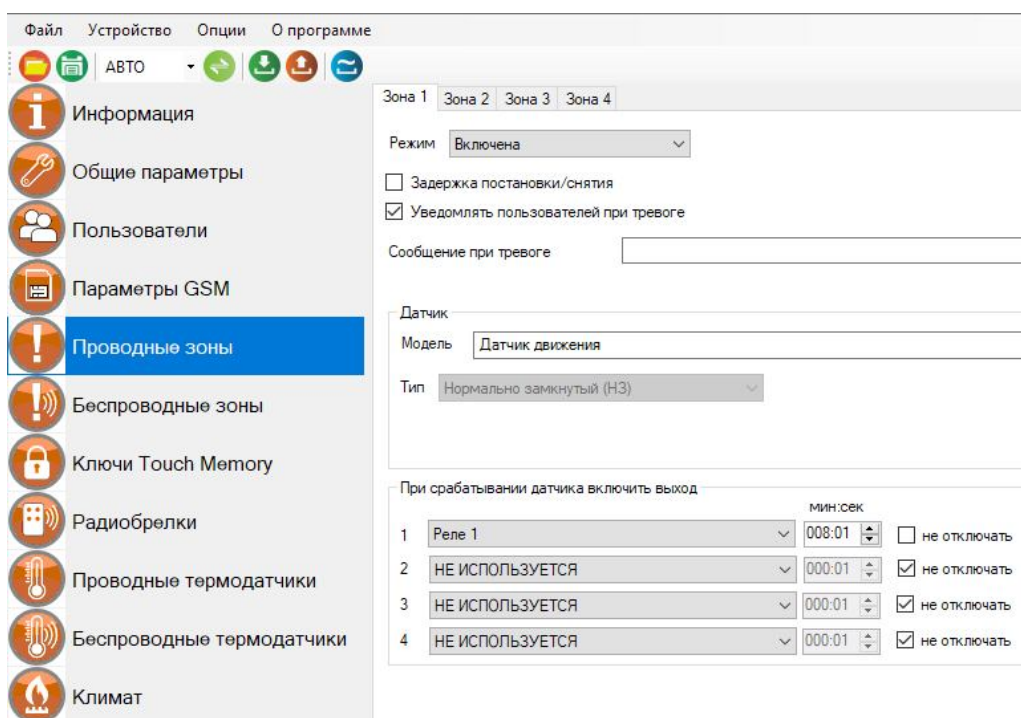 Файл Устройство Опции О программе
АВТО
Информация
Общие параметры
Пользователи
Параметры GSM
Проводные зоны
Беспроводные зоны
Ключи Touch Memory
Радиобрелки
Проводные термодатчики
Беспроводные термодатчики
Климат
Зона 1 Зона 2 Зона 3 Зона 4
Режим Включена
Задержка постановки/снятия
Уведомлять пользователей при тревоге
Сообщение при тревоге
Датчик
Модель Датчик движения
Тип Нормально замкнутый (НЗ)
При срабатывании датчика включить выход
мин:сек
1 Реле 1 008:01 не отключать
2 НЕ ИСПОЛЬЗУЕТСЯ 000:01 не отключать
3 НЕ ИСПОЛЬЗУЕТСЯ 000:01 не отключать
4 НЕ ИСПОЛЬЗУЕТСЯ 000:01 не отключать